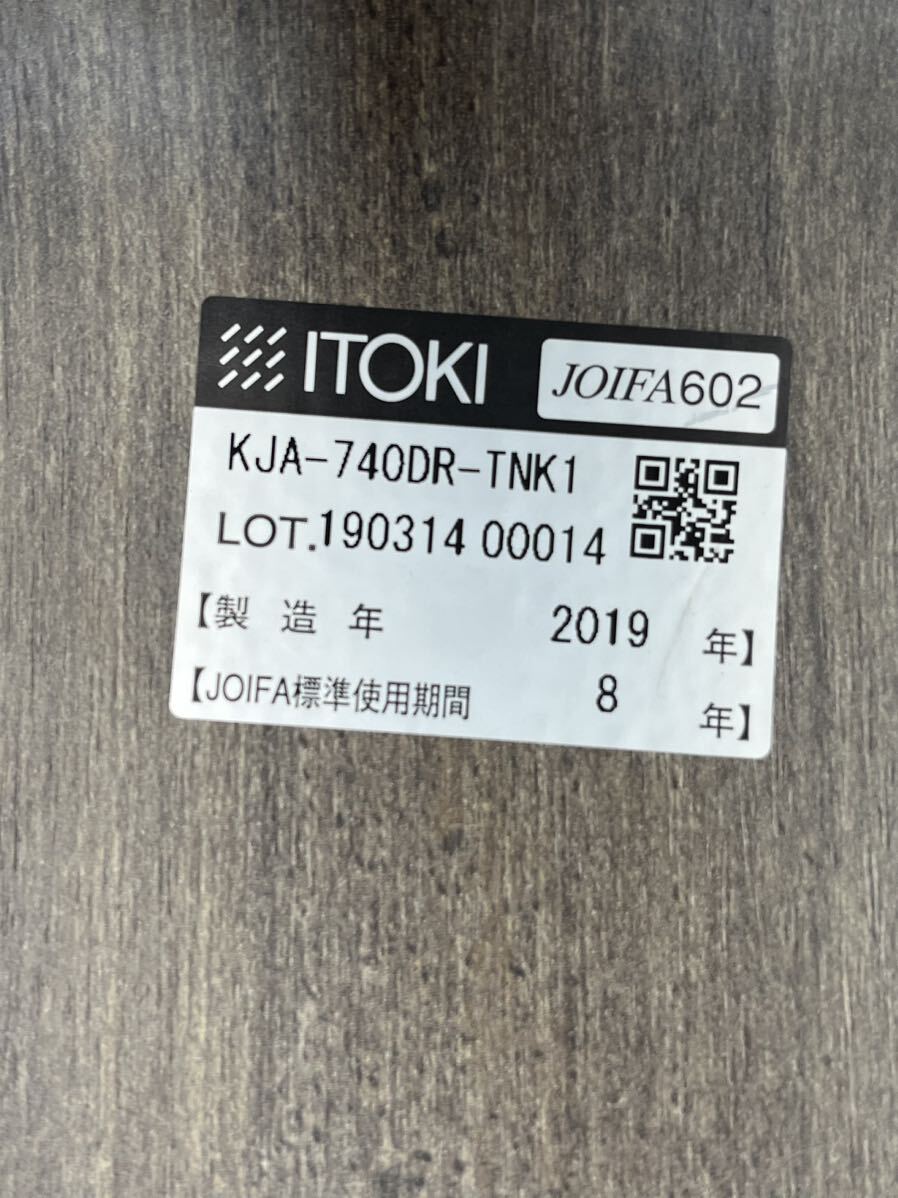 ITOKI JOIFA602
KJA-740DR-TNK1
LOT.190314 00014
【製 造 年 2019 年】
【JOIFA標準使用期間 8 年】